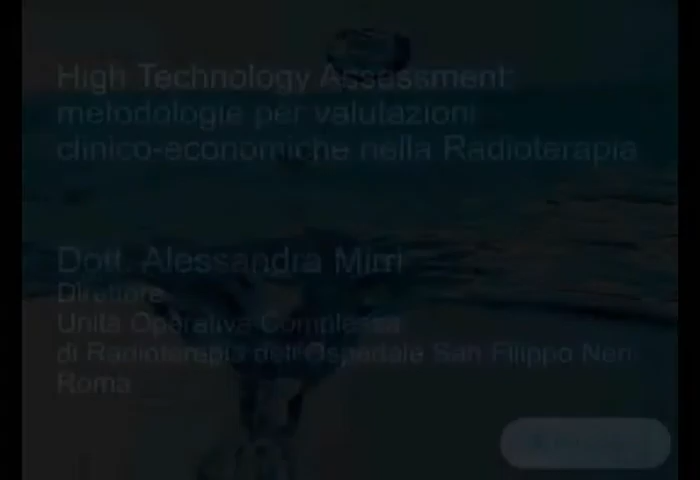 High Technology Assessment:
metodologie per valutazioni
clinico-economiche nella Radioterapia
Dott. Alessandra Mirri
Direttore
Unità Operativa Complessa
di Radioterapia dell'Ospedale San Filippo Neri
Roma